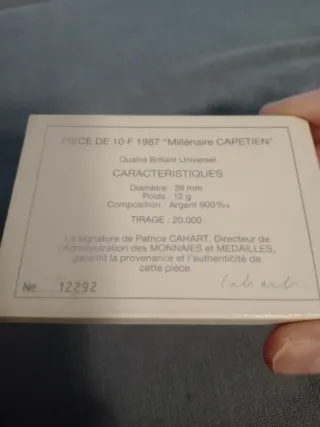 PIECE DE 10 F 1987 "Millénaire CAPETIEN"
Qualité Brillant Universel
CARACTERISTIQUES
Diamètre : 26 mm
Poids : 12 g
Composition : Argent 900‰
TIRAGE : 20.000
La signature de Patrice CAHART, Directeur de
l'Administration des MONNAIES et MEDAILLES,
garantit la provenance et l'authenticité de
cette pièce.
№ 12292
Cahart